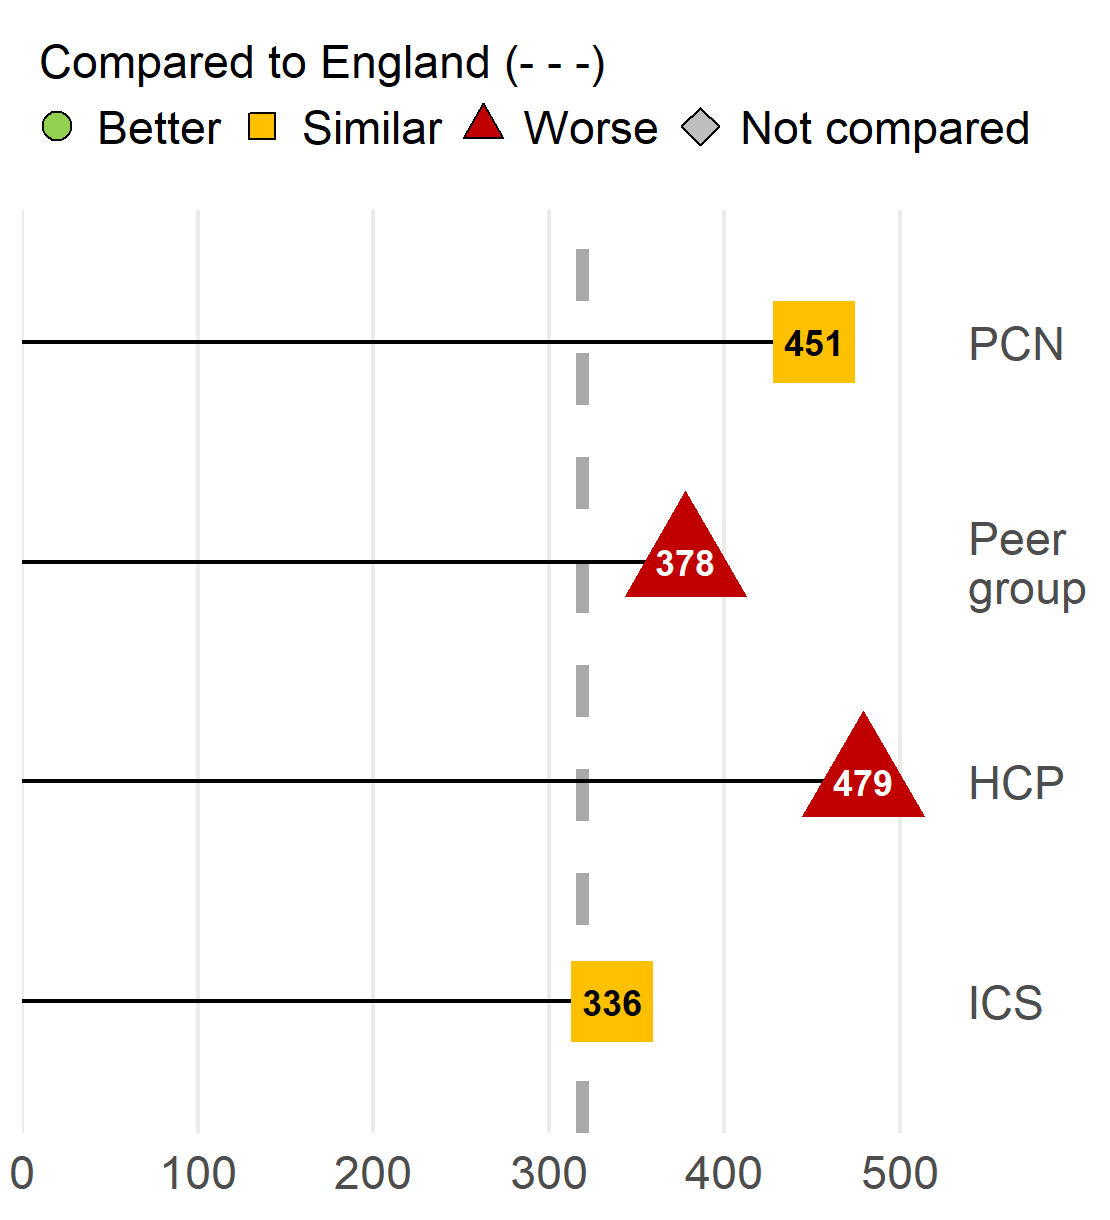 Compared to England (- - -)
Better Similar Worse Not compared
451 PCN
378 Peer
group
479 HCP
336 ICS
0 100 200 300 400 500